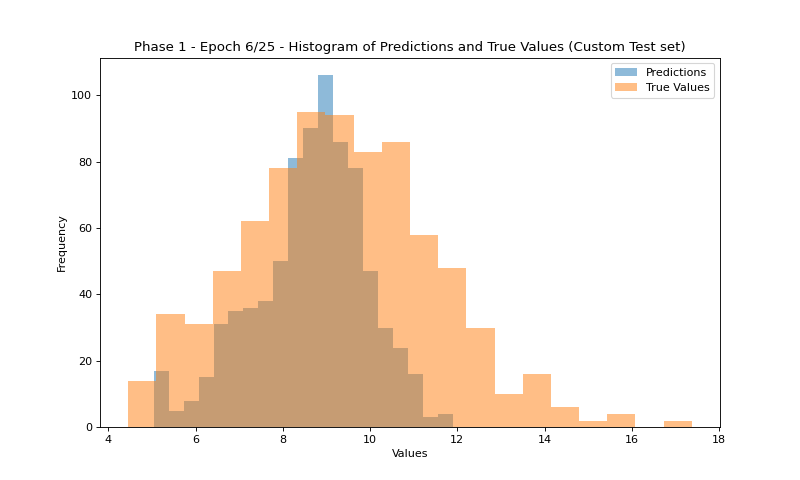 Phase 1 - Epoch 6/25 - Histogram of Predictions and True Values (Custom Test set)
Predictions
True Values
100
80
60
40
20
0
Frequency
4 6 8 10 12 14 16 18
Values